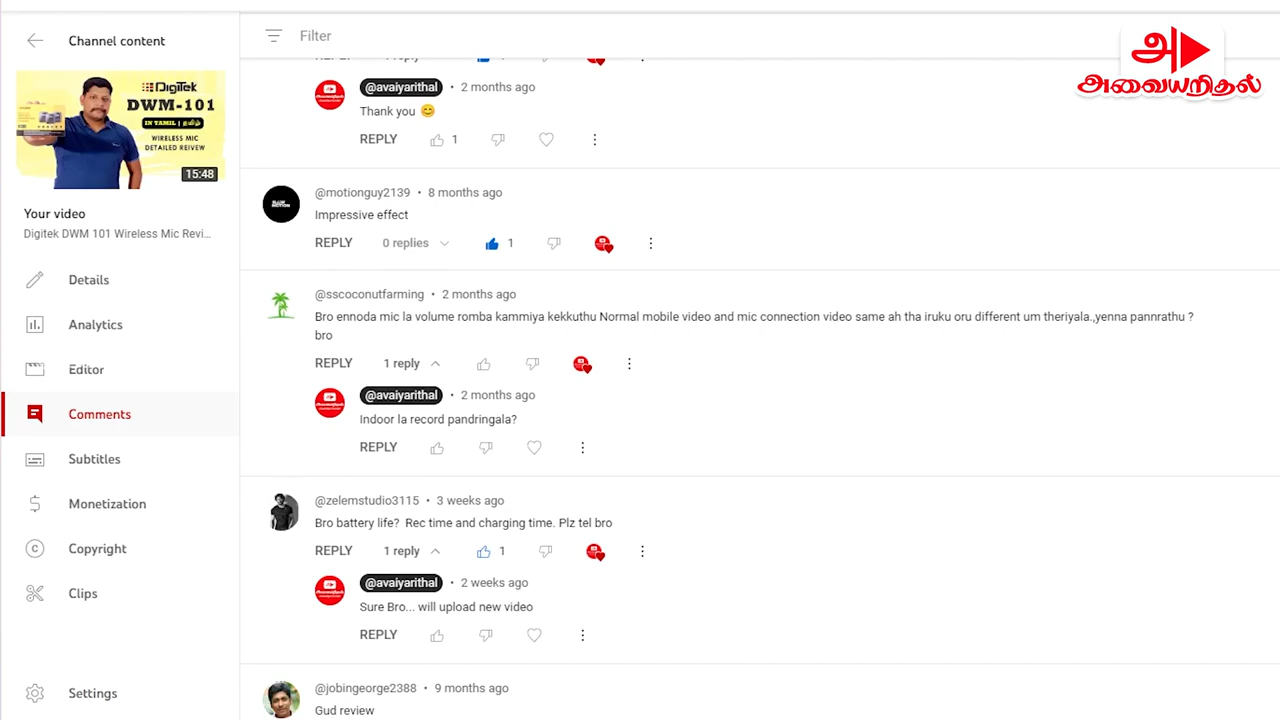 Channel content
Filter
அ
அவையறிதல்
DIGITEK
DWM-101
IN TAMIL | தமிழ்
WIRELESS MIC
DETAILED REIVEW
15:48
Your video
Digitek DWM 101 Wireless Mic Revi...
Details
Analytics
Editor
Comments
Subtitles
Monetization
Copyright
Clips
Settings
@avaiyarithal • 2 months ago
Thank you 😊
REPLY 1
@motionguy2139 • 8 months ago
Impressive effect
REPLY 0 replies 1
@sscoconutfarming • 2 months ago
Bro ennoda mic la volume romba kammiya kekkuthu Normal mobile video and mic connection video same ah tha iruku oru different um theriyala.,yenna pannrathu ?
bro
REPLY 1 reply
@avaiyarithal • 2 months ago
Indoor la record pandringala?
REPLY
@zelemstudio3115 • 3 weeks ago
Bro battery life? Rec time and charging time. Plz tel bro
REPLY 1 reply 1
@avaiyarithal • 2 weeks ago
Sure Bro... will upload new video
REPLY
@jobingeorge2388 • 9 months ago
Gud review